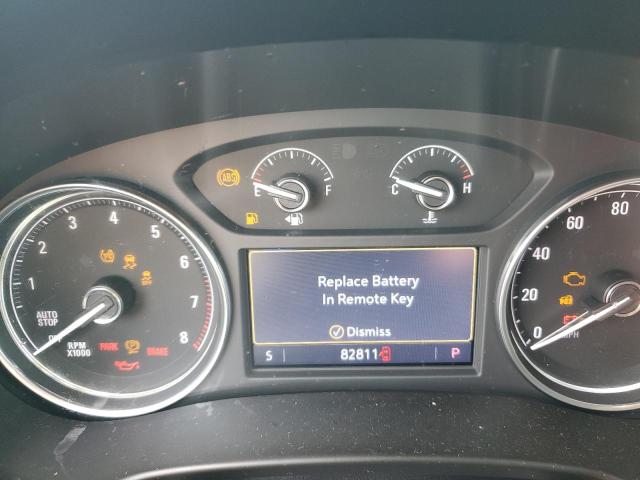 ABS
E F
C H
4 5
3 6
2 7
1 8
AUTO
STOP
OFF
RPM
X1000
PARK
BRAKE
Replace Battery
In Remote Key
Dismiss
S 82811 P
80
60
40
20
0
MPH